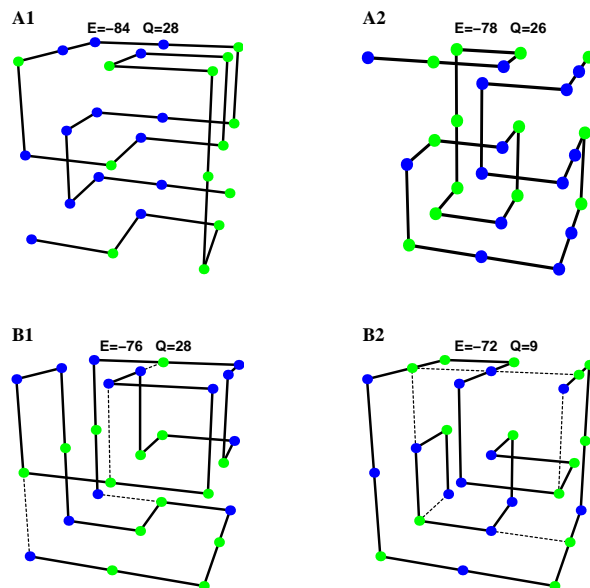 A1
E=−84 Q=28
A2
E=−78 Q=26
B1
E=−76 Q=28
B2
E=−72 Q=9